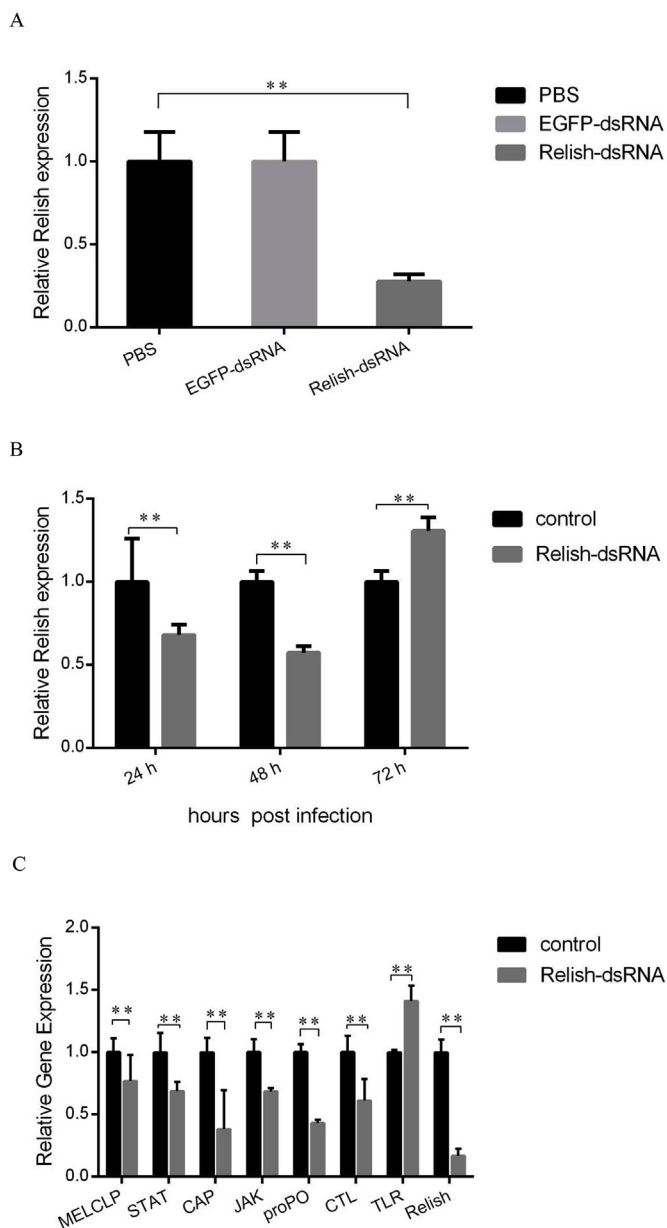 A
Relative Relish expression
1.5
1.0
0.5
0.0
**
PBS
EGFP-dsRNA
Relish-dsRNA
PBS
EGFP-dsRNA
Relish-dsRNA
B
Relative Relish expression
1.5
1.0
0.5
0.0
**
**
**
control
Relish-dsRNA
24 h
48 h
72 h
hours post infection
C
Relative Gene Expression
2.0
1.5
1.0
0.5
0.0
**
**
**
**
**
**
**
**
control
Relish-dsRNA
MELCLP
STAT
CAP
JAK
proPO
CTL
TLR
Relish